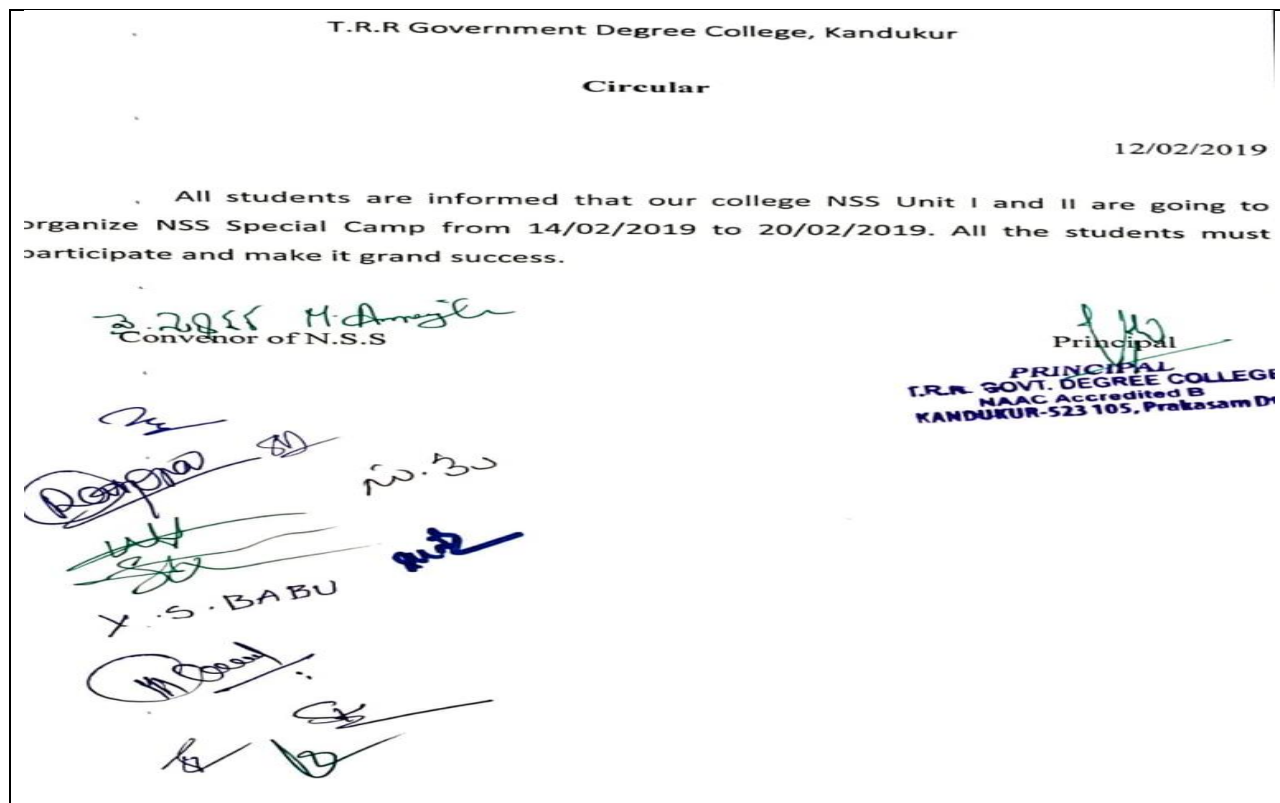 T.R.R Government Degree College, Kandukur
Circular
12/02/2019
All students are informed that our college NSS Unit I and II are going to
organize NSS Special Camp from 14/02/2019 to 20/02/2019. All the students must
participate and make it grand success.
Convenor of N.S.S
Principal
PRINCIPAL
T.R.R. GOVT. DEGREE COLLEGE
NAAC Accredited B
KANDUKUR-523 105, Prakasam
Y.S.BABU